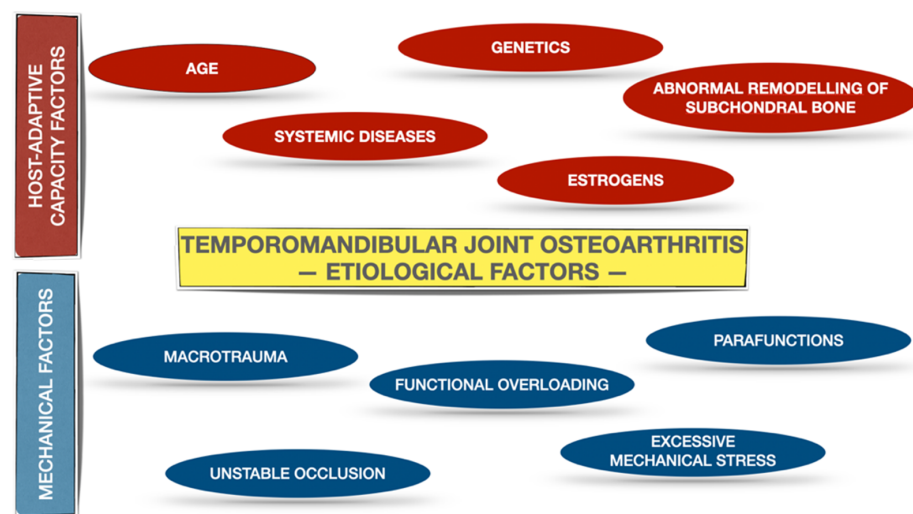 HOST-ADAPTIVE
CAPACITY FACTORS
AGE
GENETICS
ABNORMAL REMODELLING OF
SUBCHONDRAL BONE
SYSTEMIC DISEASES
ESTROGENS
TEMPOROMANDIBULAR JOINT OSTEOARTHRITIS
— ETIOLOGICAL FACTORS —
MECHANICAL FACTORS
MACROTRAUMA
PARAFUNCTIONS
FUNCTIONAL OVERLOADING
UNSTABLE OCCLUSION
EXCESSIVE
MECHANICAL STRESS